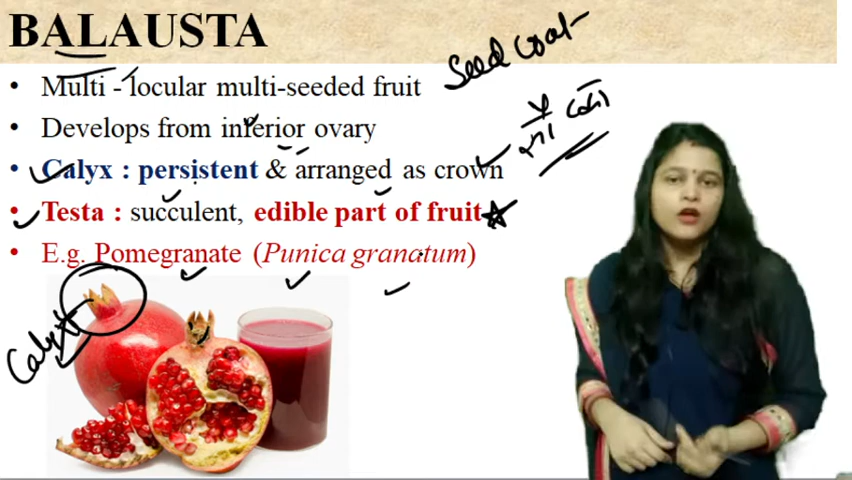 BALAUSTA
Seed coat
• Multi - locular multi-seeded fruit
• Develops from inferior ovary
• Calyx : persistent & arranged as crown
• Testa : succulent, edible part of fruit
• E.g. Pomegranate (Punica granatum)
Calyx